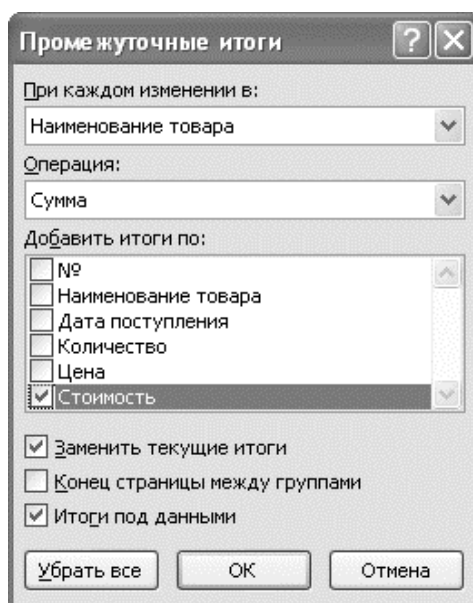 Промежуточные итоги
При каждом изменении в:
Наименование товара
Операция:
Сумма
Добавить итоги по:
№
Наименование товара
Дата поступления
Количество
Цена
Стоимость
Заменить текущие итоги
Конец страницы между группами
Итоги под данными
Убрать все ОК Отмена